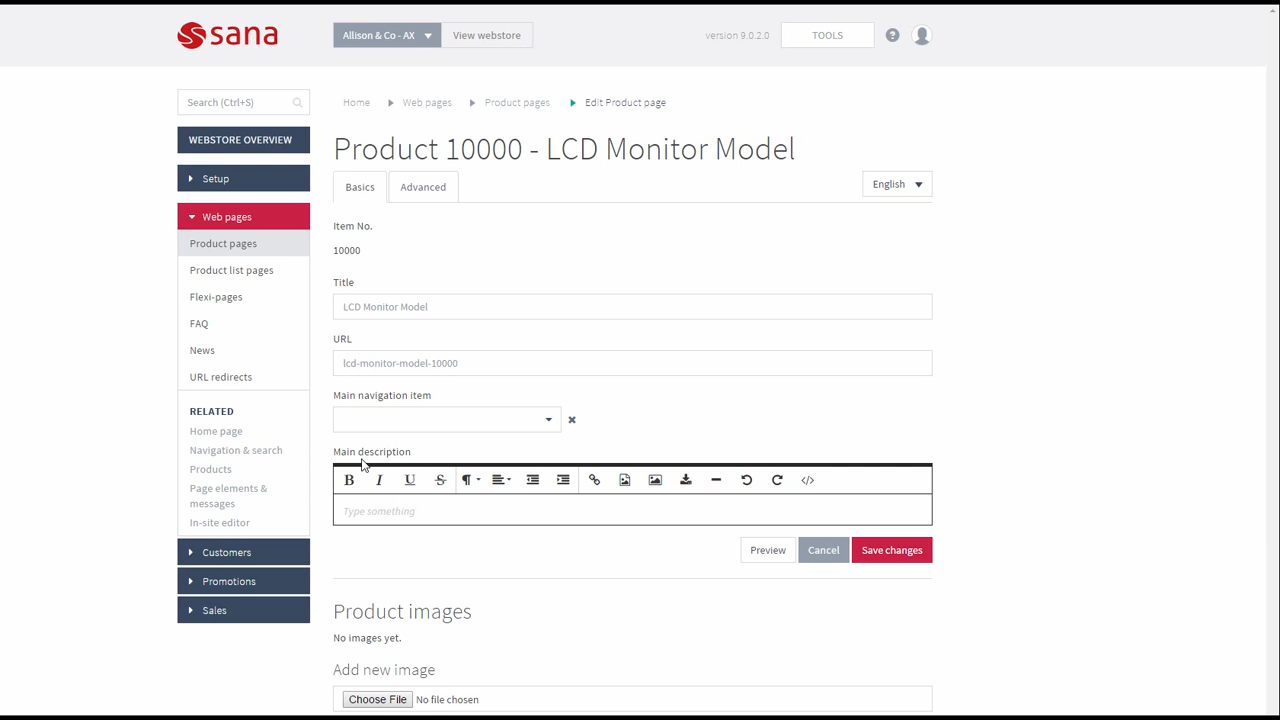 sana
Allison & Co - AX
View webstore
version 9.0.2.0
TOOLS
?
Search (Ctrl+S)
Home
Web pages
Product pages
Edit Product page
WEBSTORE OVERVIEW
Setup
Web pages
Product pages
Product list pages
Flexi-pages
FAQ
News
URL redirects
RELATED
Home page
Navigation & search
Products
Page elements &
messages
In-site editor
Customers
Promotions
Sales
Product 10000 - LCD Monitor Model
Basics
Advanced
English
Item No.
10000
Title
LCD Monitor Model
URL
lcd-monitor-model-10000
Main navigation item
Main description
B I U S
Type something
Preview
Cancel
Save changes
Product images
No images yet.
Add new image
Choose File No file chosen